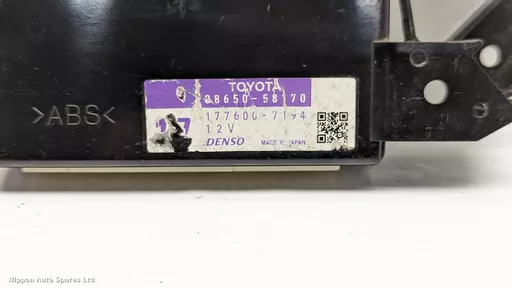 TOYOTA
88650-58170
>ABS<
177600-7194
12V
DENSO MADE IN JAPAN
Nippon Auto Spares Ltd